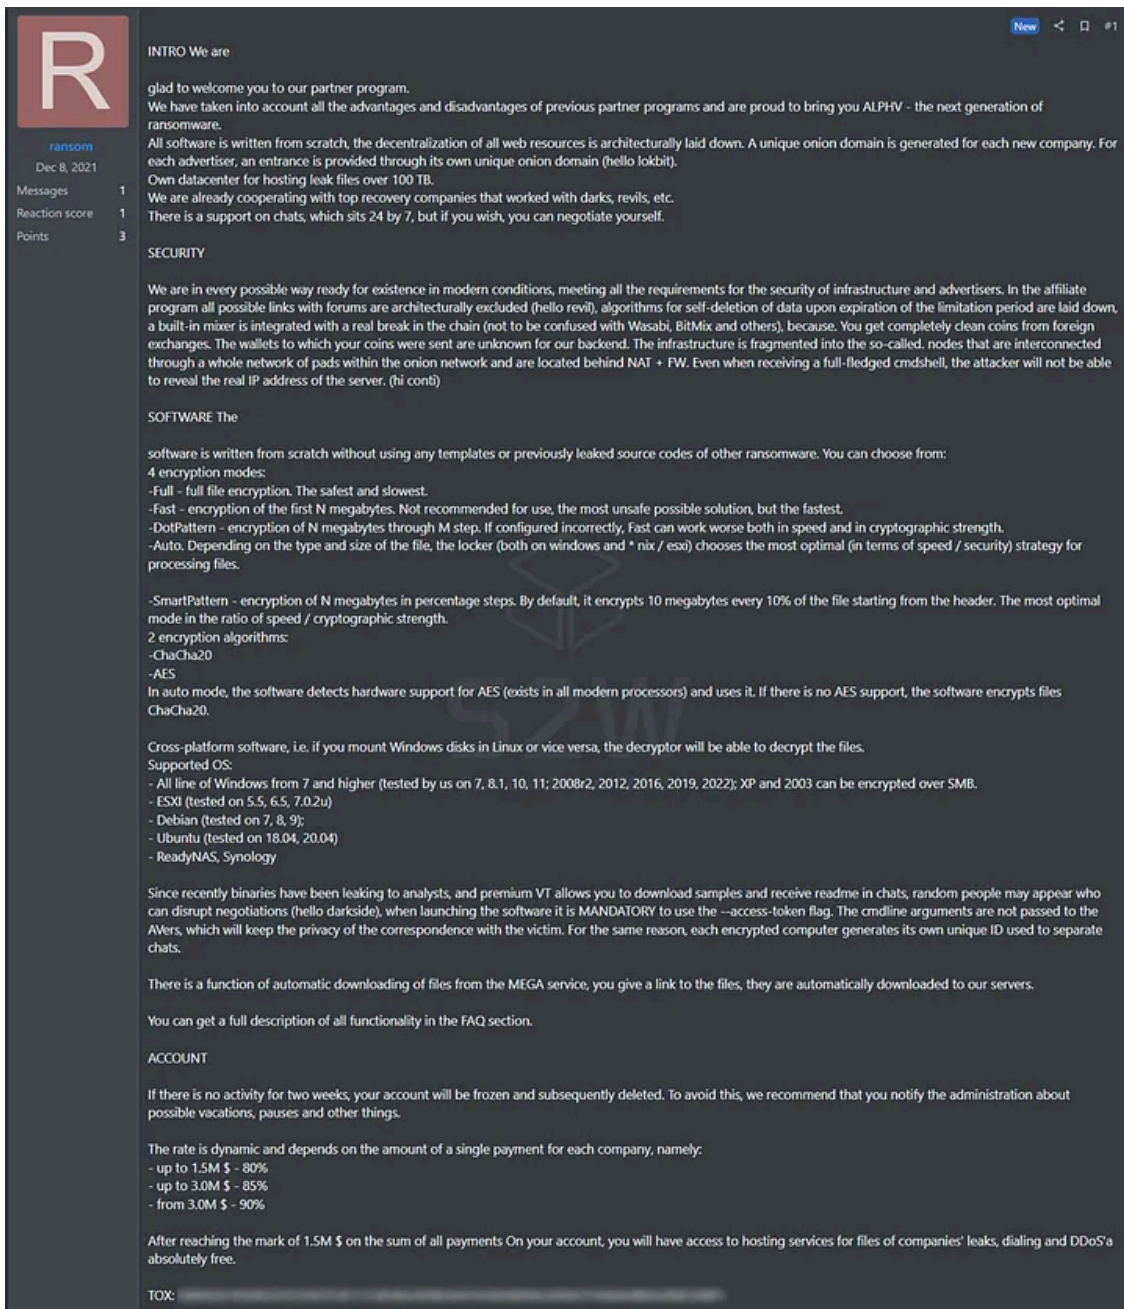 R
New
#1
ransom
Dec 8, 2021
Messages 1
Reaction score 1
Points 3
INTRO We are
glad to welcome you to our partner program.
We have taken into account all the advantages and disadvantages of previous partner programs and are proud to bring you ALPHV - the next generation of
ransomware.
All software is written from scratch, the decentralization of all web resources is architecturally laid down. A unique onion domain is generated for each new company. For
each advertiser, an entrance is provided through its own unique onion domain (hello lokbit).
Own datacenter for hosting leak files over 100 TB.
We are already cooperating with top recovery companies that worked with darks, revils, etc.
There is a support on chats, which sits 24 by 7, but if you wish, you can negotiate yourself.
SECURITY
We are in every possible way ready for existence in modern conditions, meeting all the requirements for the security of infrastructure and advertisers. In the affiliate
program all possible links with forums are architecturally excluded (hello revil), algorithms for self-deletion of data upon expiration of the limitation period are laid down,
a built-in mixer is integrated with a real break in the chain (not to be confused with Wasabi, BitMix and others), because. You get completely clean coins from foreign
exchanges. The wallets to which your coins were sent are unknown for our backend. The infrastructure is fragmented into the so-called. nodes that are interconnected
through a whole network of pads within the onion network and are located behind NAT + FW. Even when receiving a full-fledged cmdshell, the attacker will not be able
to reveal the real IP address of the server. (hi conti)
SOFTWARE The
software is written from scratch without using any templates or previously leaked source codes of other ransomware. You can choose from:
4 encryption modes:
-Full - full file encryption. The safest and slowest.
-Fast - encryption of the first N megabytes. Not recommended for use, the most unsafe possible solution, but the fastest.
-DotPattern - encryption of N megabytes through M step. If configured incorrectly, Fast can work worse both in speed and in cryptographic strength.
-Auto. Depending on the type and size of the file, the locker (both on windows and * nix / esxi) chooses the most optimal (in terms of speed / security) strategy for
processing files.
-SmartPattern - encryption of N megabytes in percentage steps. By default, it encrypts 10 megabytes every 10% of the file starting from the header. The most optimal
mode in the ratio of speed / cryptographic strength.
2 encryption algorithms:
-ChaCha20
-AES
In auto mode, the software detects hardware support for AES (exists in all modern processors) and uses it. If there is no AES support, the software encrypts files
ChaCha20.
S2W
Cross-platform software, i.e. if you mount Windows disks in Linux or vice versa, the decryptor will be able to decrypt the files.
Supported OS:
- All line of Windows from 7 and higher (tested by us on 7, 8.1, 10, 11; 2008r2, 2012, 2016, 2019, 2022); XP and 2003 can be encrypted over SMB.
- ESXI (tested on 5.5, 6.5, 7.0.2u)
- Debian (tested on 7, 8, 9);
- Ubuntu (tested on 18.04, 20.04)
- ReadyNAS, Synology
Since recently binaries have been leaking to analysts, and premium VT allows you to download samples and receive readme in chats, random people may appear who
can disrupt negotiations (hello darkside), when launching the software it is MANDATORY to use the --access-token flag. The cmdline arguments are not passed to the
AVers, which will keep the privacy of the correspondence with the victim. For the same reason, each encrypted computer generates its own unique ID used to separate
chats.
There is a function of automatic downloading of files from the MEGA service, you give a link to the files, they are automatically downloaded to our servers.
You can get a full description of all functionality in the FAQ section.
ACCOUNT
If there is no activity for two weeks, your account will be frozen and subsequently deleted. To avoid this, we recommend that you notify the administration about
possible vacations, pauses and other things.
The rate is dynamic and depends on the amount of a single payment for each company, namely:
- up to 1.5M $ - 80%
- up to 3.0M $ - 85%
- from 3.0M $ - 90%
After reaching the mark of 1.5M $ on the sum of all payments On your account, you will have access to hosting services for files of companies' leaks, dialing and DDoS'a
absolutely free.
TOX: